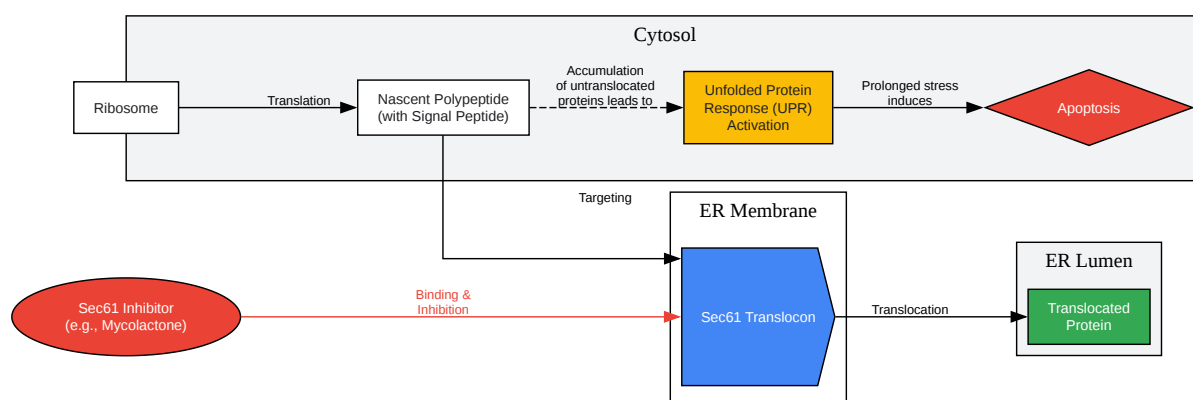 Cytosol
Ribosome
Translation
Nascent Polypeptide
(with Signal Peptide)
Accumulation
of untranslocated
proteins leads to
Unfolded Protein
Response (UPR)
Activation
Prolonged stress
induces
Apoptosis
Targeting
ER Membrane
Sec61 Inhibitor
(e.g., Mycolactone)
Binding &
Inhibition
Sec61 Translocon
Translocation
ER Lumen
Translocated
Protein